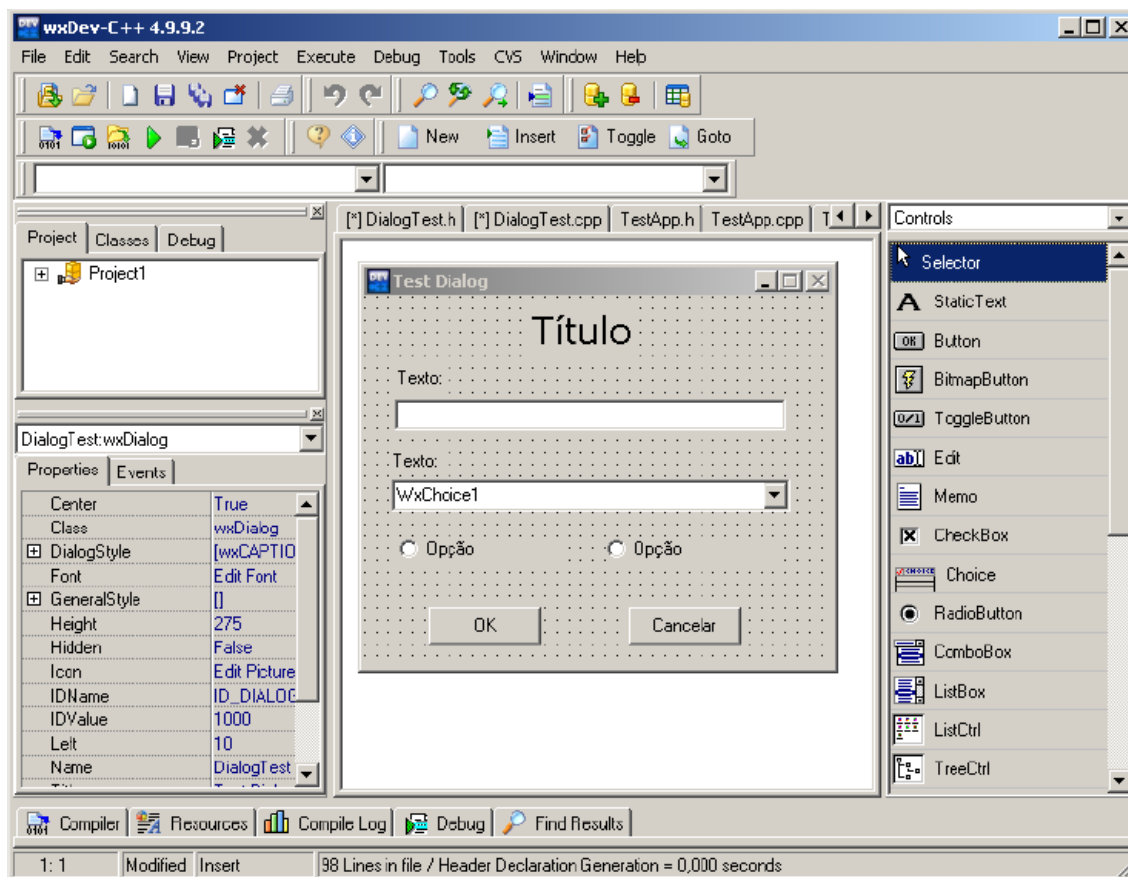 wxDev-C++ 4.9.9.2
File Edit Search View Project Execute Debug Tools CVS Window Help
New Insert Toggle Goto
Project Classes Debug
Project1
DialogTest:wxDialog
Properties Events
Center True
Class wxDialog
DialogStyle [wxCAPTIO
Font Edit Font
GeneralStyle []
Height 275
Hidden False
Icon Edit Picture
IDName ID_DIALOG
IDValue 1000
Left 10
Name DialogTest
[*] DialogTest.h [*] DialogTest.cpp TestApp.h TestApp.cpp
Test Dialog
Título
Texto:
Texto:
WxChoice1
Opção Opção
OK Cancelar
Controls
Selector
StaticText
Button
BitmapButton
ToggleButton
Edit
Memo
CheckBox
Choice
RadioButton
ComboBox
ListBox
ListCtrl
TreeCtrl
Compiler Resources Compile Log Debug Find Results
1: 1 Modified Insert 98 Lines in file / Header Declaration Generation = 0,000 seconds